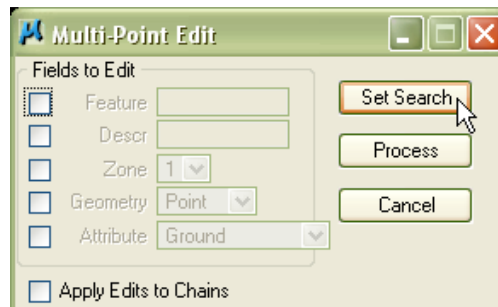 Multi-Point Edit
Fields to Edit
Feature
Descr
Zone 1
Geometry Point
Attribute Ground
Set Search
Process
Cancel
Apply Edits to Chains